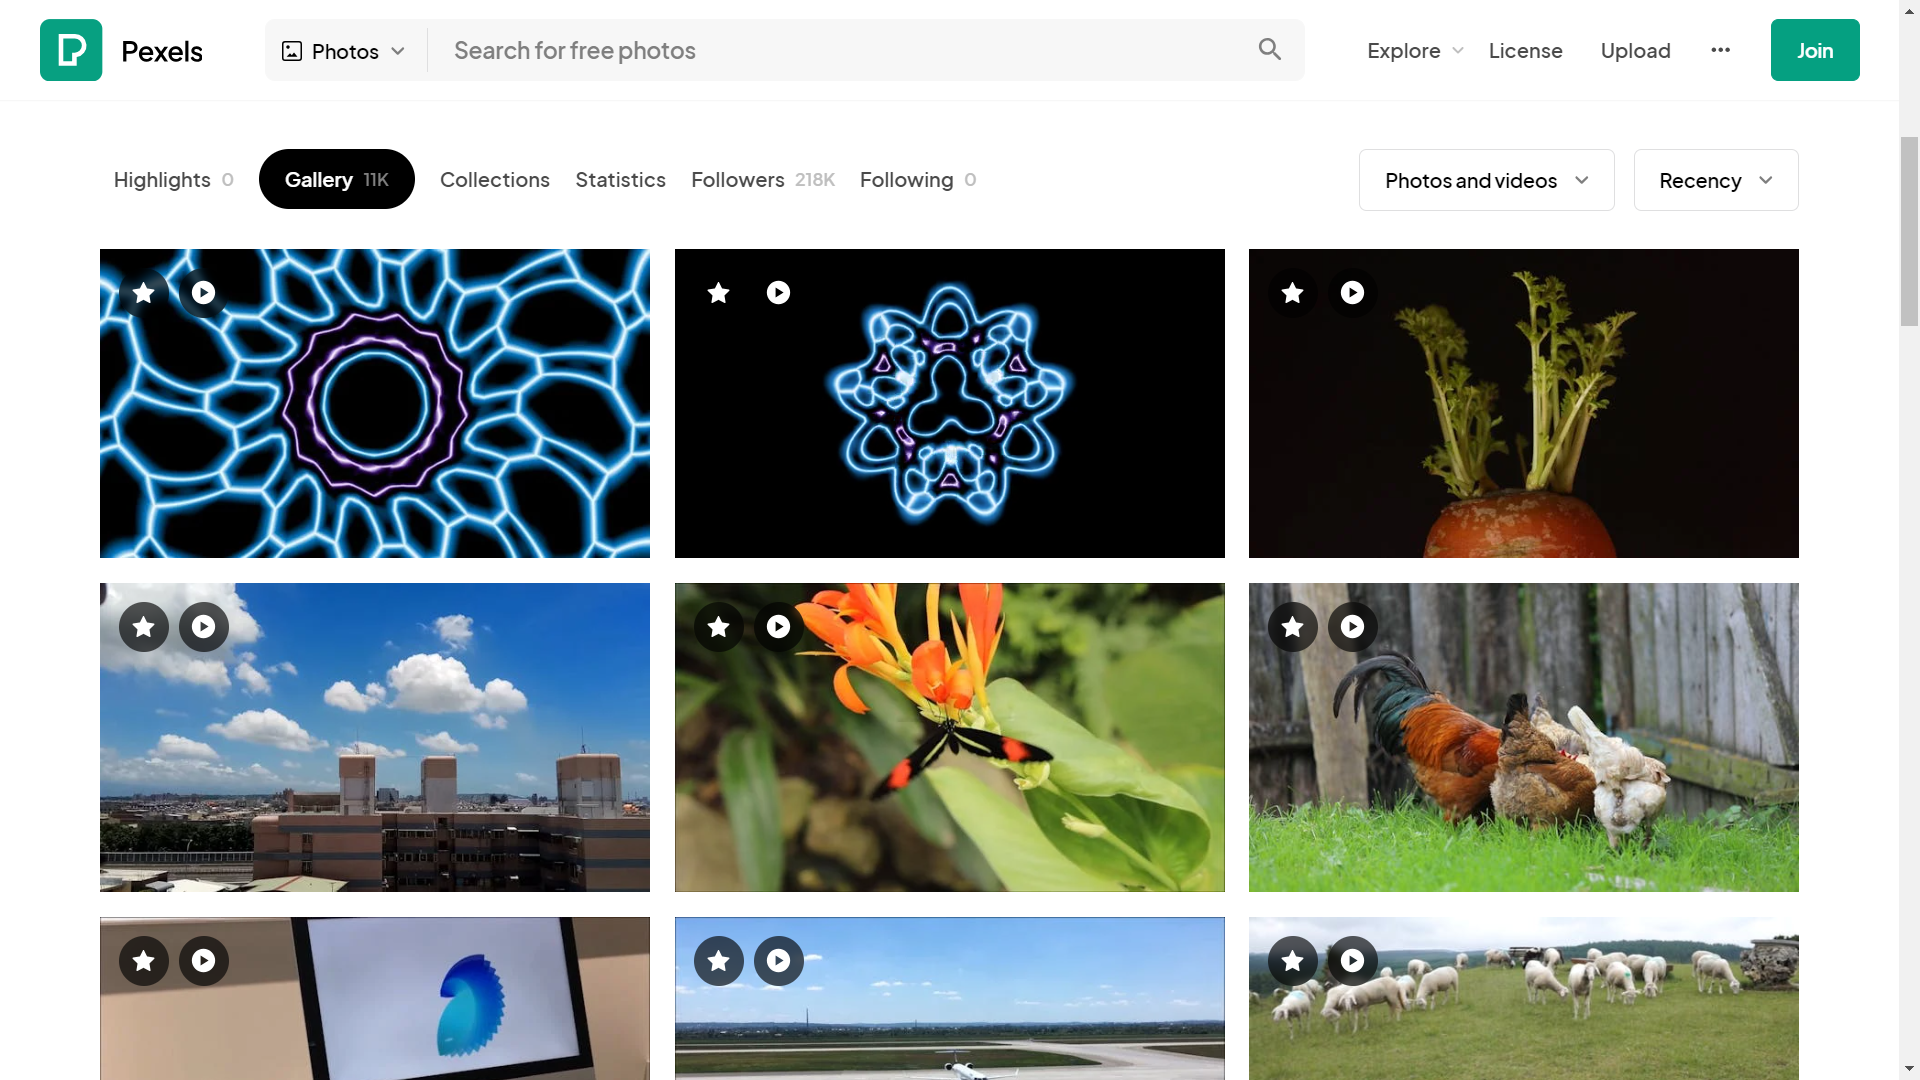 Pexels
Photos
Search for free photos
Explore
License
Upload
Join
Highlights 0
Gallery 11K
Collections
Statistics
Followers 218K
Following 0
Photos and videos
Recency